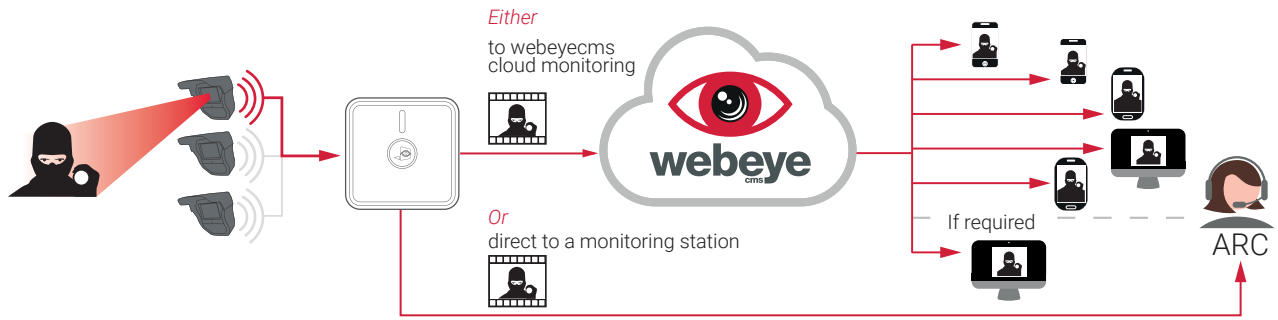 Either
to webeyecms
cloud monitoring
webeye
cms
Or
direct to a monitoring station
If required
ARC